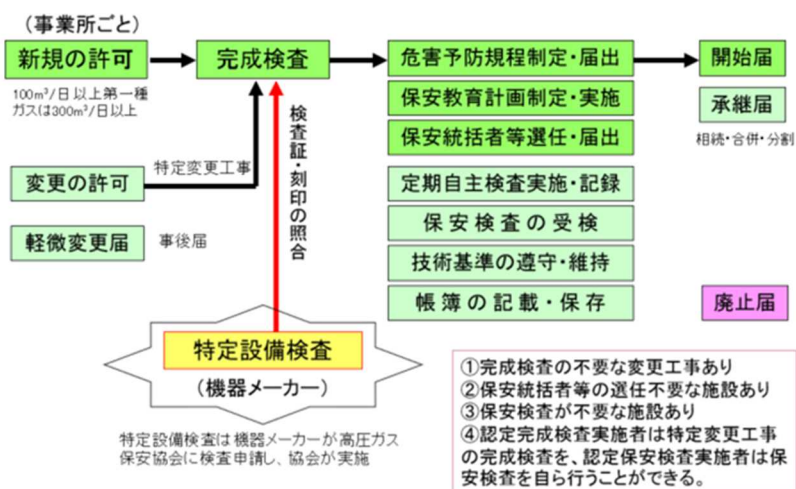 （事業所ごと）
新規の許可
完成検査
危害予防規程制定・届出
開始届
100m³/日以上第一種
ガスは300m³/日以上
保安教育計画制定・実施
承継届
相続・合併・分割
保安統括者等選任・届出
検査証・刻印の照合
特定変更工事
変更の許可
定期自主検査実施・記録
軽微変更届
事後届
保安検査の受検
技術基準の遵守・維持
帳簿の記載・保存
廃止届
特定設備検査
（機器メーカー）
特定設備検査は機器メーカーが高圧ガス
保安協会に検査申請し、協会が実施
①完成検査の不要な変更工事あり
②保安統括者等の選任不要な施設あり
③保安検査が不要な施設あり
④認定完成検査実施者は特定変更工事
の完成検査を、認定保安検査実施者は保
安検査を自ら行うことができる。